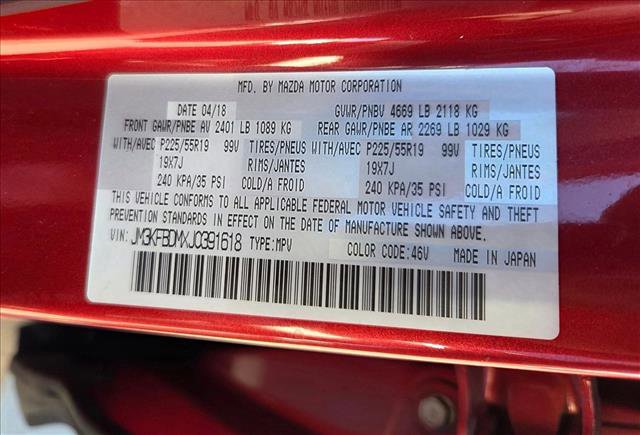 MFD. BY MAZDA MOTOR CORPORATION
DATE 04/18 GVWR/PNBV 4669 LB 2118 KG
FRONT GAWR/PNBE AV 2401 LB 1089 KG REAR GAWR/PNBE AR 2269 LB 1029 KG
WITH/AVEC P225/55R19 99V TIRES/PNEUS WITH/AVEC P225/55R19 99V TIRES/PNEUS
19X7J RIMS/JANTES 19X7J RIMS/JANTES
240 KPA/35 PSI COLD/A FROID 240 KPA/35 PSI COLD/A FROID
THIS VEHICLE CONFORMS TO ALL APPLICABLE FEDERAL MOTOR VEHICLE SAFETY AND THEFT
PREVENTION STANDARDS IN EFFECT ON THE DATE OF MANUFACTURE SHOWN ABOVE.
VIN: JM3KFBDMXJ0391618 TYPE: MPV COLOR CODE: 46V MADE IN JAPAN